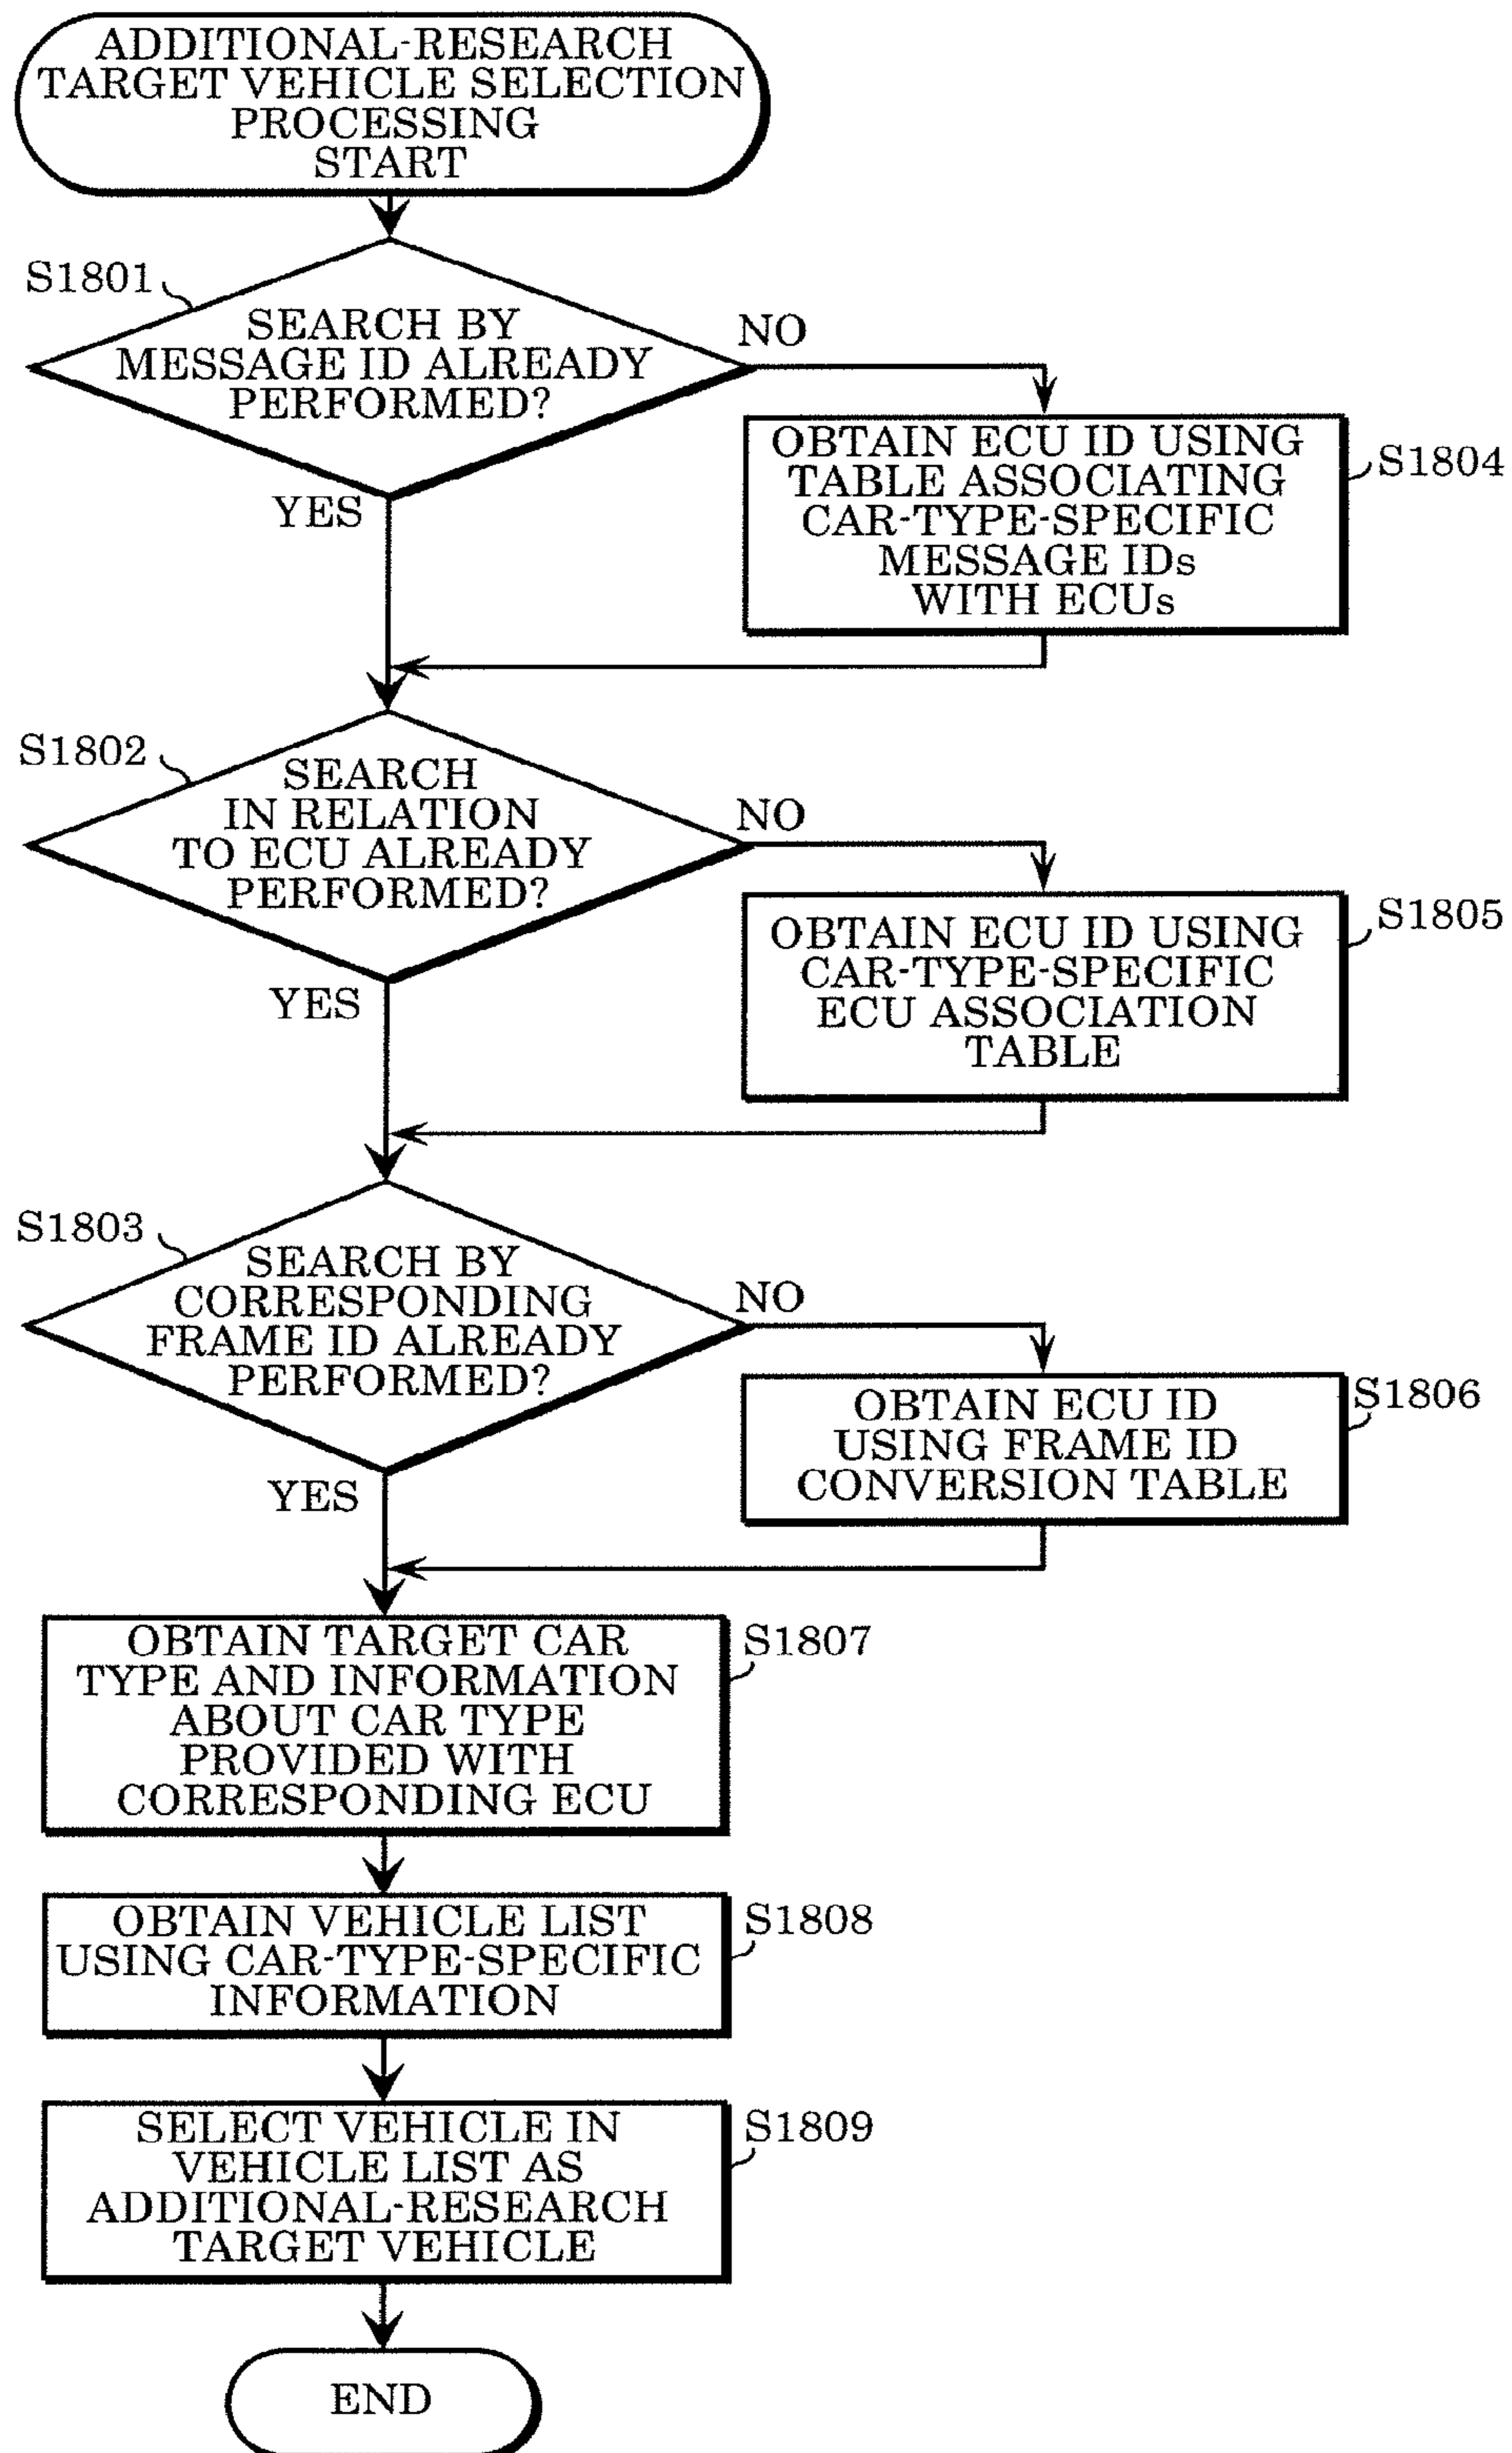 ADDITIONAL-RESEARCH
TARGET VEHICLE SELECTION
PROCESSING
START
S1801
SEARCH BY
MESSAGE ID ALREADY
PERFORMED?
NO
YES
OBTAIN ECU ID USING
TABLE ASSOCIATING
CAR-TYPE-SPECIFIC
MESSAGE IDs
WITH ECUs
S1804
S1802
SEARCH
IN RELATION
TO ECU ALREADY
PERFORMED?
NO
YES
OBTAIN ECU ID USING
CAR-TYPE-SPECIFIC
ECU ASSOCIATION
TABLE
S1805
S1803
SEARCH BY
CORRESPONDING
FRAME ID ALREADY
PERFORMED?
NO
YES
OBTAIN ECU ID
USING FRAME ID
CONVERSION TABLE
S1806
OBTAIN TARGET CAR
TYPE AND INFORMATION
ABOUT CAR TYPE
PROVIDED WITH
CORRESPONDING ECU
S1807
OBTAIN VEHICLE LIST
USING CAR-TYPE-SPECIFIC
INFORMATION
S1808
SELECT VEHICLE IN
VEHICLE LIST AS
ADDITIONAL-RESEARCH
TARGET VEHICLE
S1809
END